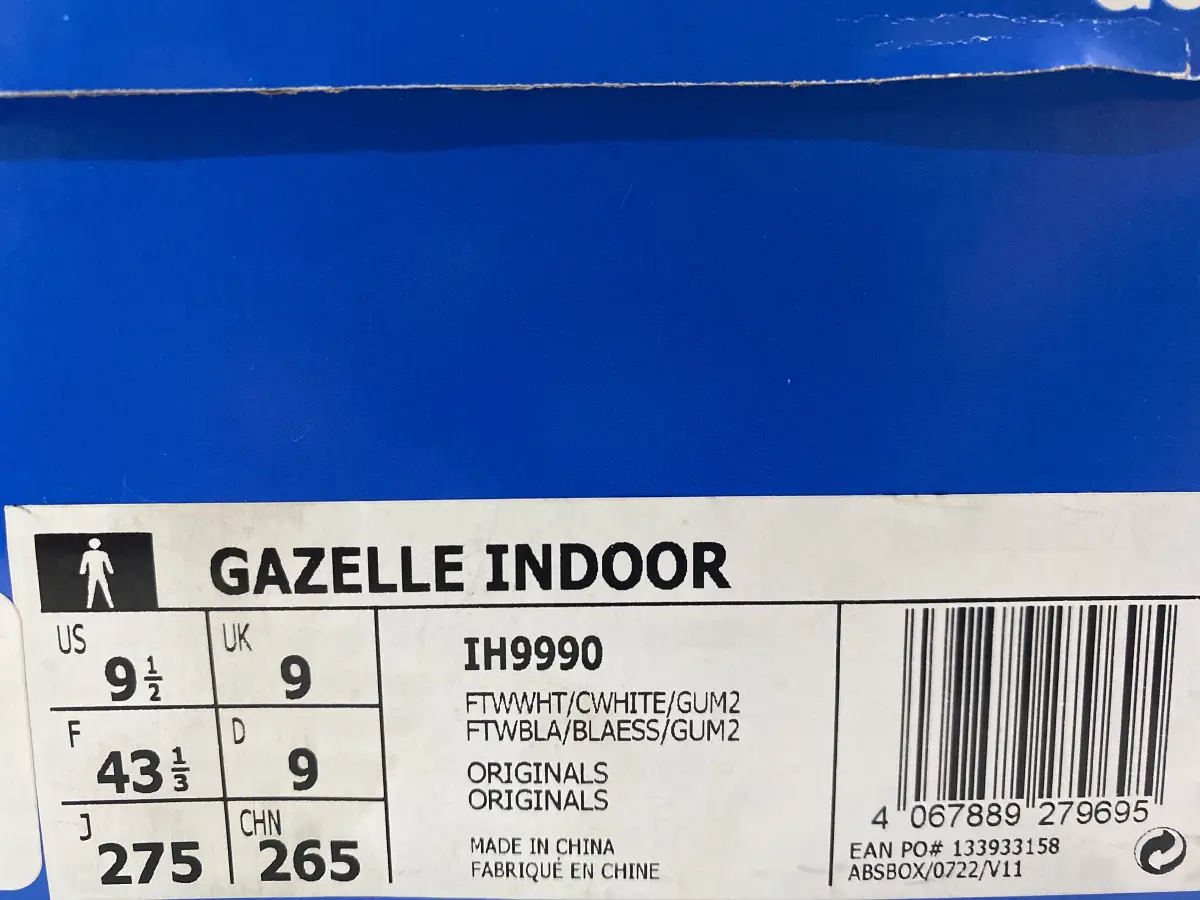 GAZELLE INDOOR
US 9 1/2
UK 9
F 43 1/3
D 9
J 275
CHN 265
IH9990
FTWWHT/CWHITE/GUM2
FTWBLA/BLAESS/GUM2
ORIGINALS
ORIGINALS
MADE IN CHINA
FABRIQUÉ EN CHINE
4 067889 279695
EAN PO# 133933158
ABSBOX/0722/V11